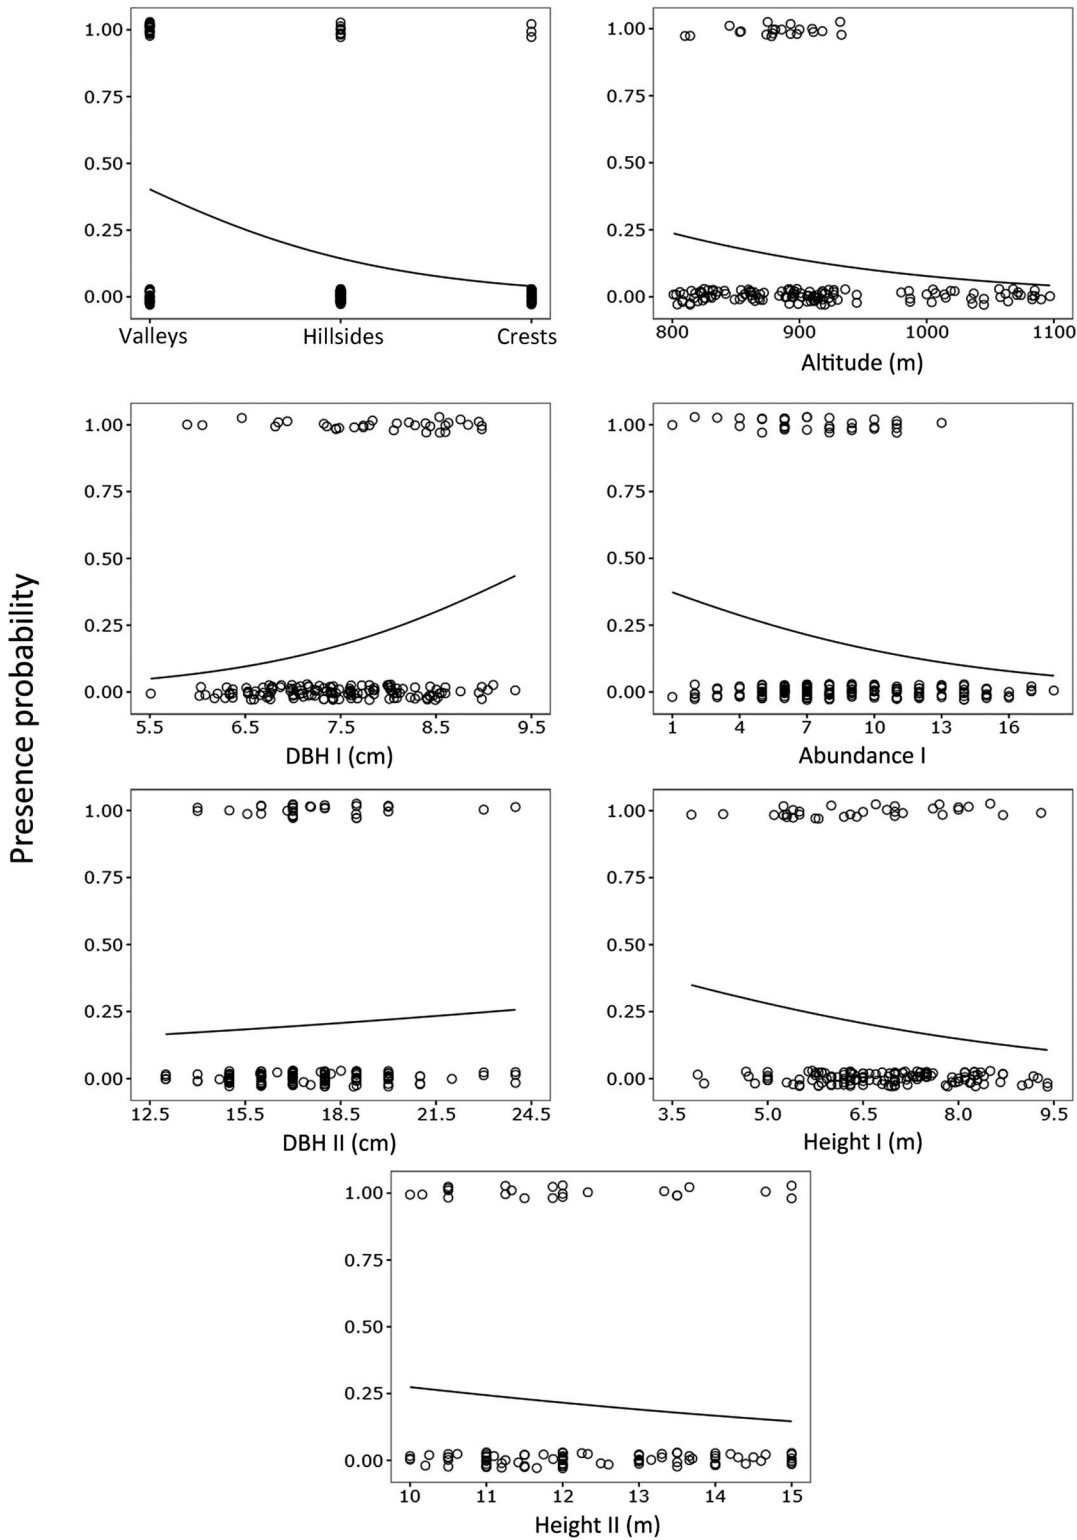 Presence probability
1.00
0.75
0.50
0.25
0.00
Valleys Hillsides Crests
1.00
0.75
0.50
0.25
0.00
800 900 1000 1100
Altitude (m)
1.00
0.75
0.50
0.25
0.00
5.5 6.5 7.5 8.5 9.5
DBH I (cm)
1.00
0.75
0.50
0.25
0.00
1 4 7 10 13 16
Abundance I
1.00
0.75
0.50
0.25
0.00
12.5 15.5 18.5 21.5 24.5
DBH II (cm)
1.00
0.75
0.50
0.25
0.00
3.5 5.0 6.5 8.0 9.5
Height I (m)
1.00
0.75
0.50
0.25
0.00
10 11 12 13 14 15
Height II (m)